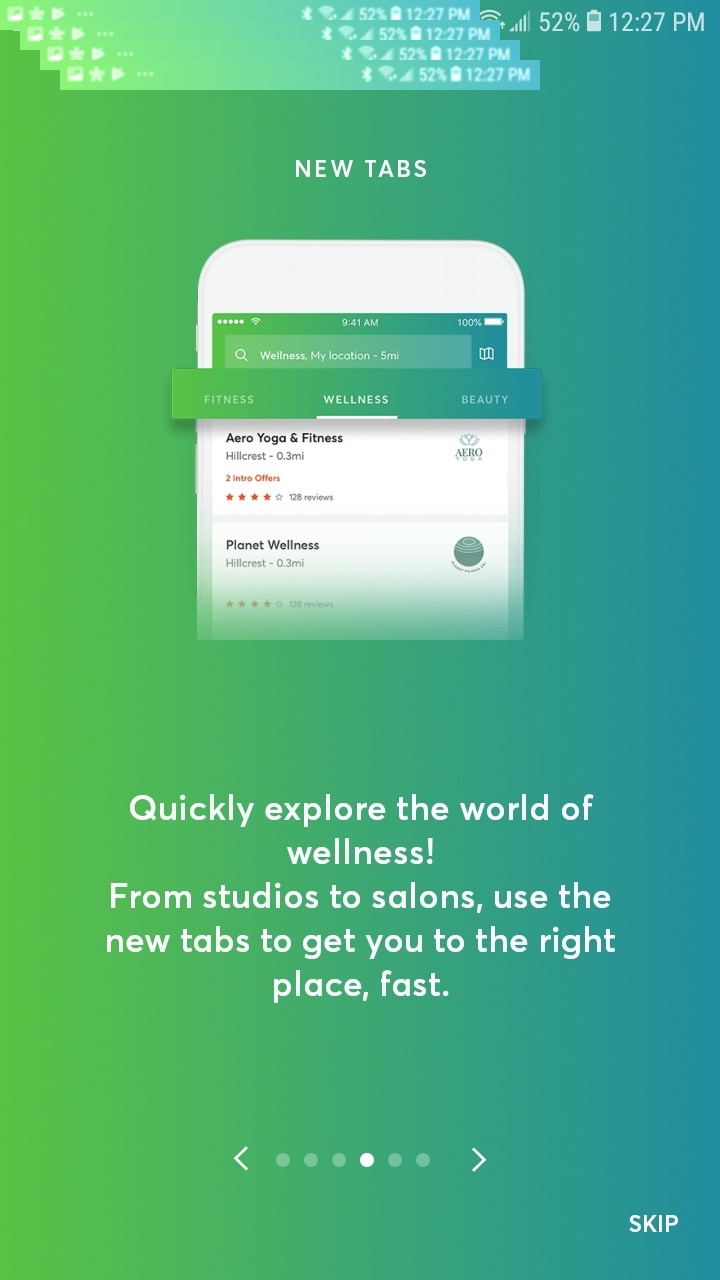 52% 12:27 PM
52% 12:27 PM
52% 12:27 PM
52% 12:27 PM
52% 12:27 PM
NEW TABS
9:41 AM 100%
Wellness, My location - 5mi
FITNESS WELLNESS BEAUTY
Aero Yoga & Fitness
Hillcrest - 0.3mi
AERO
YOGA
2 Intro Offers
128 reviews
Planet Wellness
Hillcrest - 0.3mi
128 reviews
Quickly explore the world of
wellness!
From studios to salons, use the
new tabs to get you to the right
place, fast.
SKIP